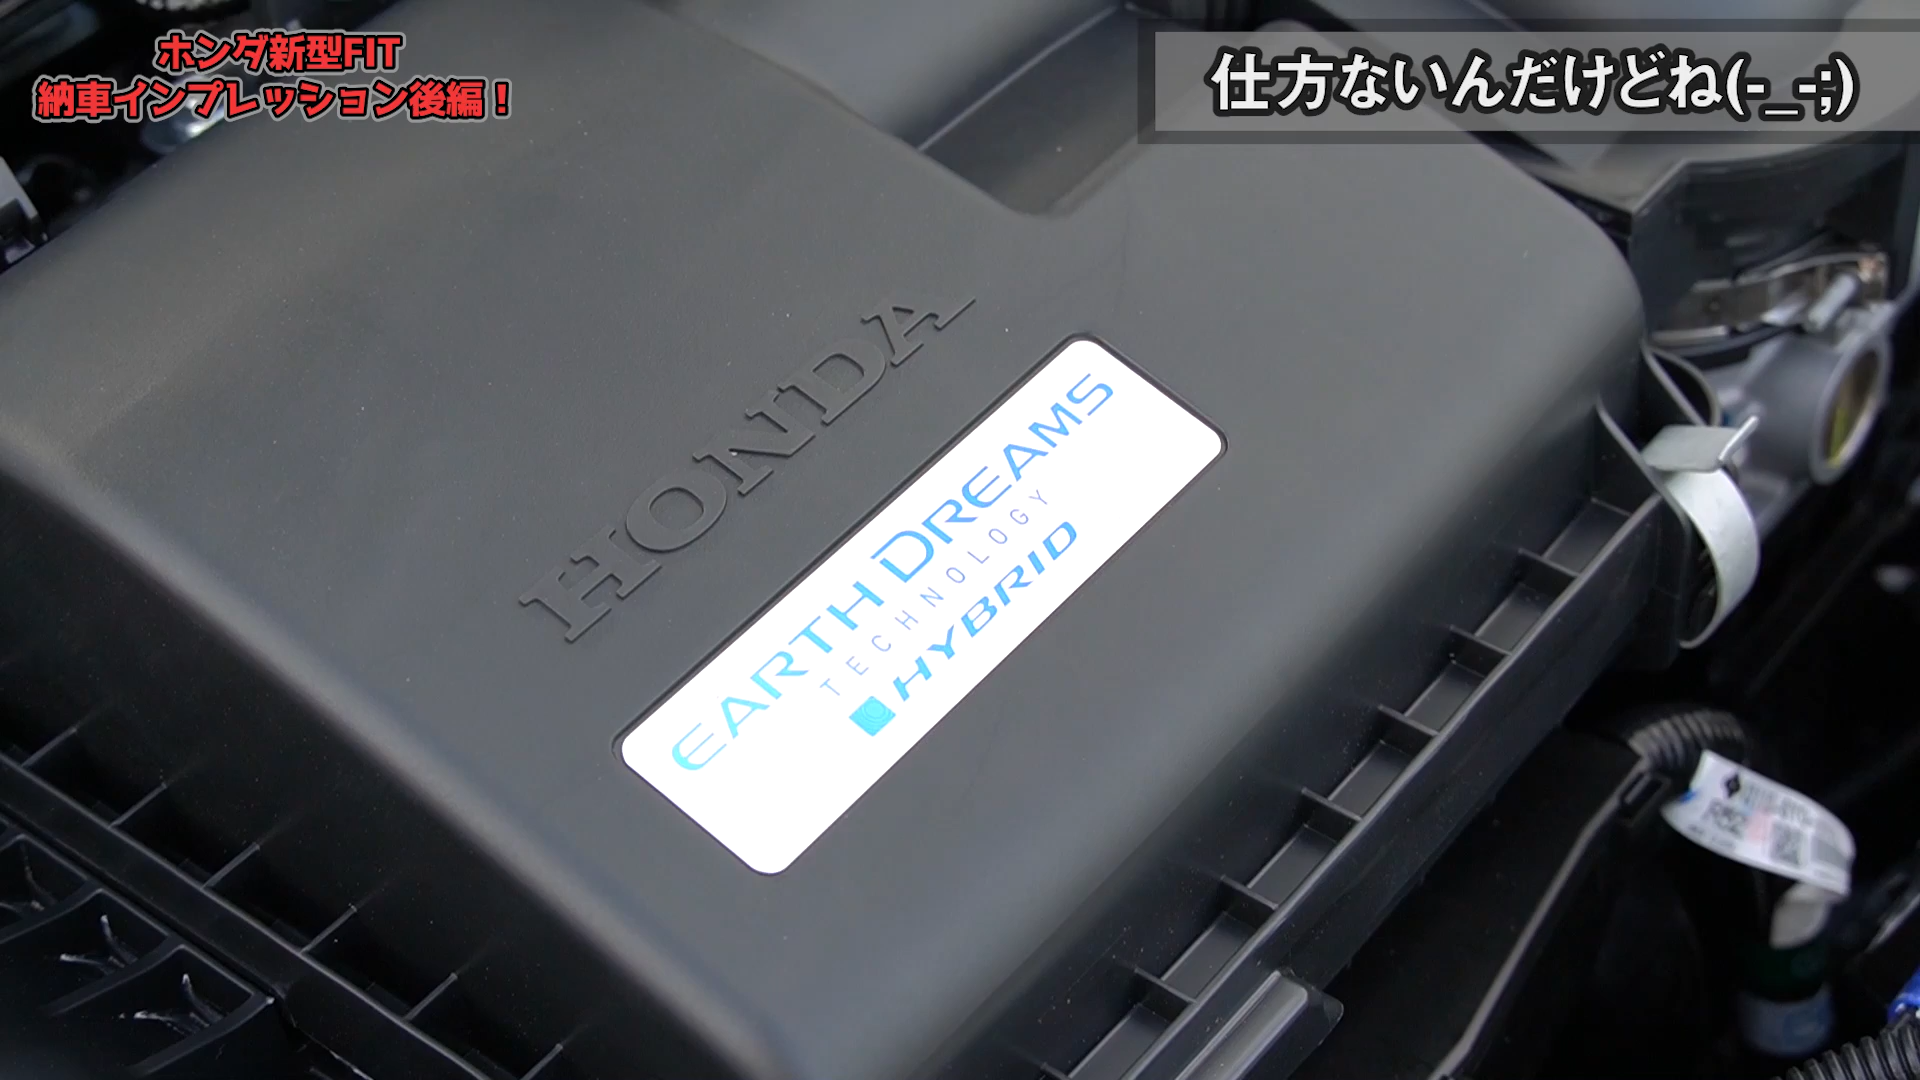 ホンダ新型FIT
納車インプレッション後編！
仕方ないんだけどね(-_-;)
HONDA
EARTH DREAMS
TECHNOLOGY
HYBRID